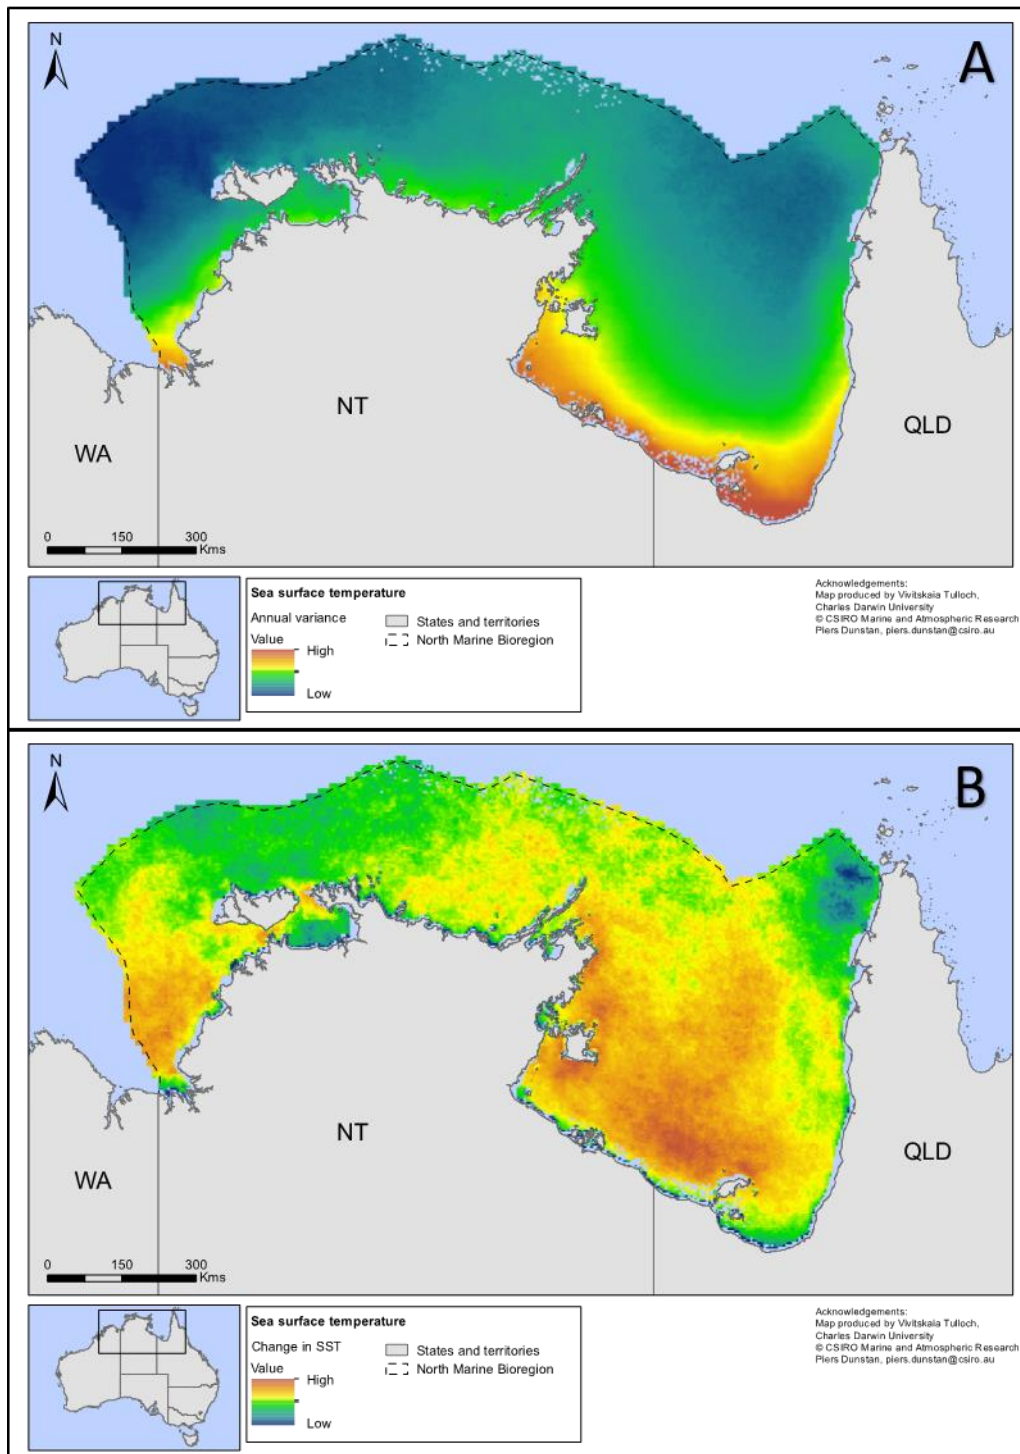 N
A
NT
QLD
WA
0 150 300
Kms
Sea surface temperature
Annual variance
Value
High
Low
States and territories
North Marine Bioregion
Acknowledgements:
Map produced by Vivitskaia Tulloch,
Charles Darwin University
© CSIRO Marine and Atmospheric Research
Piers Dunstan, piers.dunstan@csiro.au
N
B
NT
QLD
WA
0 150 300
Kms
Sea surface temperature
Change in SST
Value
High
Low
States and territories
North Marine Bioregion
Acknowledgements:
Map produced by Vivitskaia Tulloch,
Charles Darwin University
© CSIRO Marine and Atmospheric Research
Piers Dunstan, piers.dunstan@csiro.au